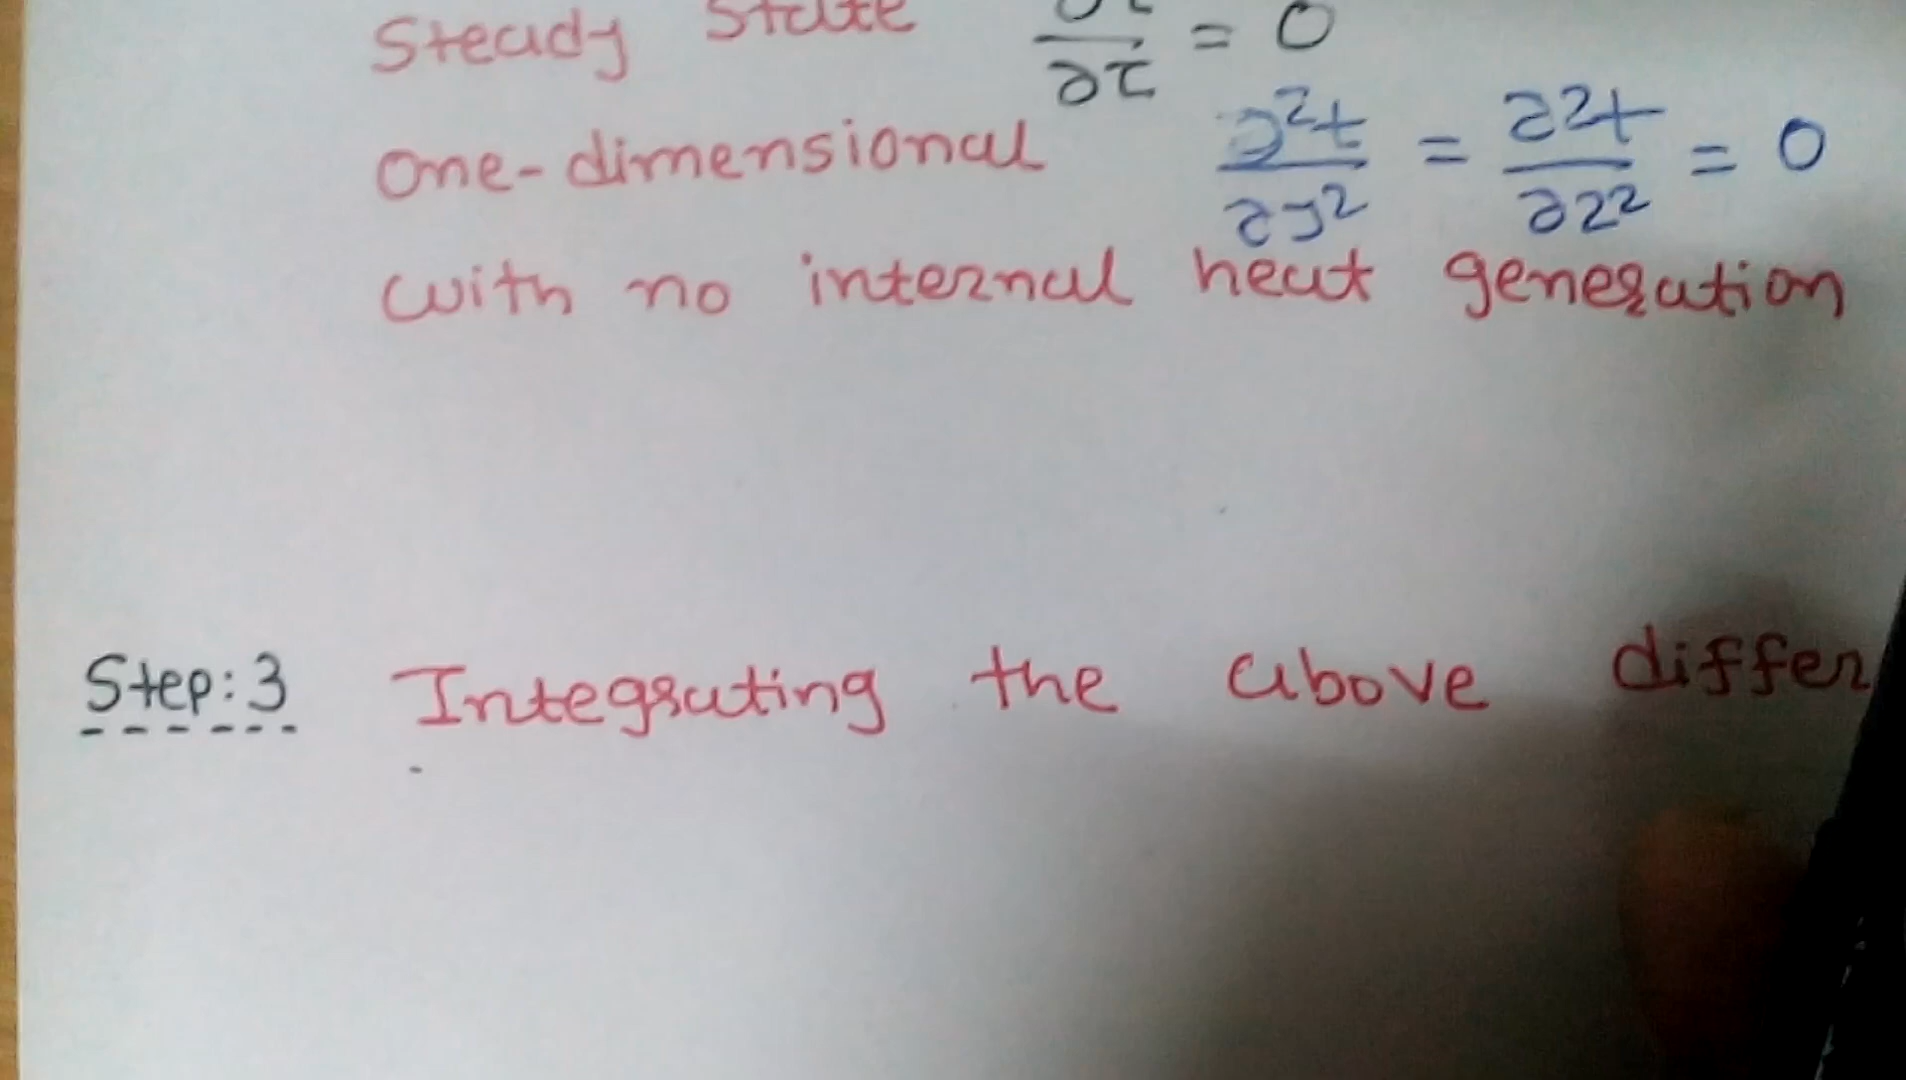 Steady State ∂t/∂τ = 0
one-dimensional ∂²t/∂y² = ∂²t/∂z² = 0
with no internal heat generation
Step:3 Integrating the above differ